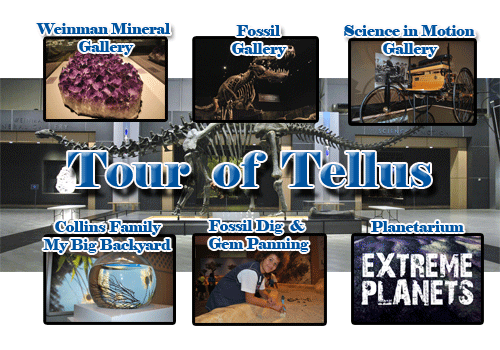 Weinman Mineral
Gallery
Fossil
Gallery
Science in Motion
Gallery
Tour of Tellus
Collins Family
My Big Backyard
Fossil Dig &
Gem Panning
Planetarium
EXTREME
PLANETS